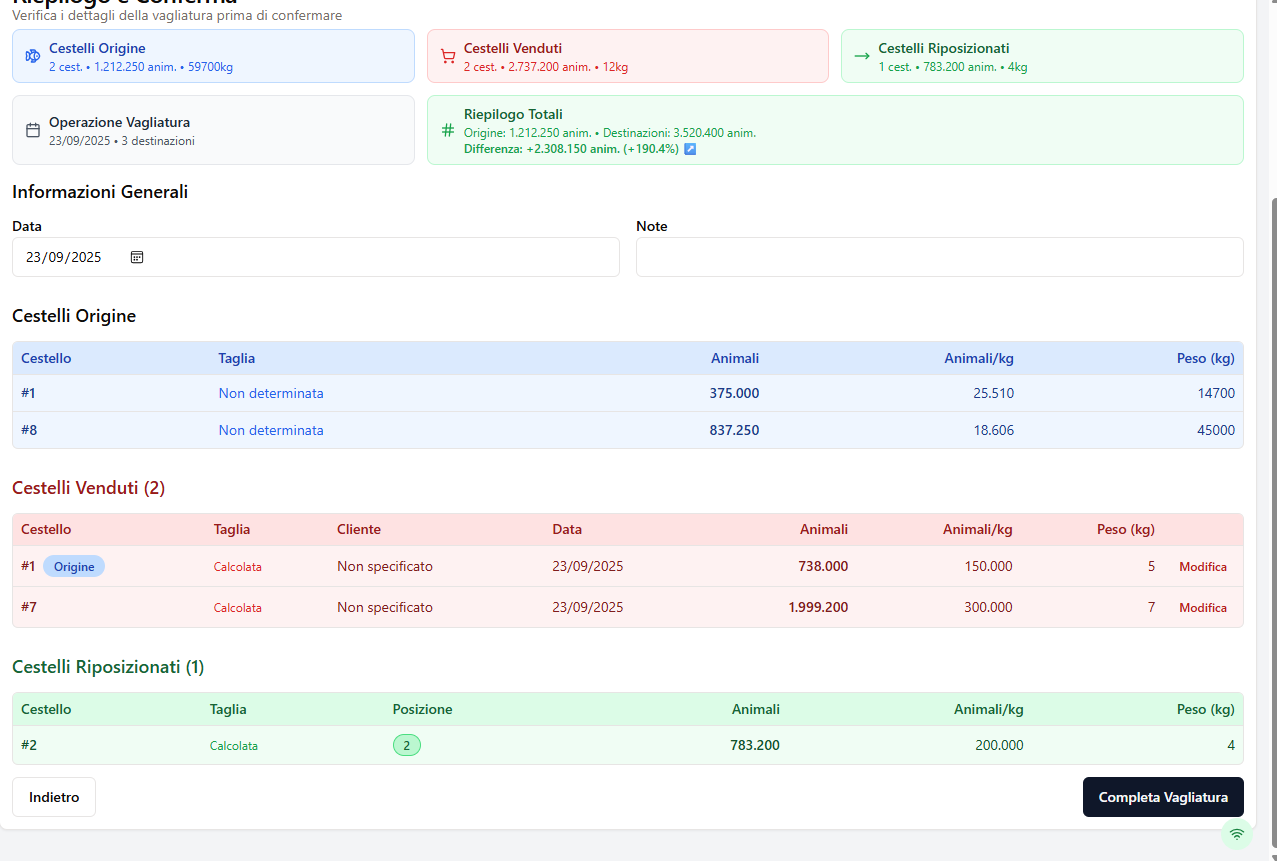 Riepilogo e Conferma
Verifica i dettagli della vagliatura prima di confermare
Cestelli Origine
2 cest. • 1.212.250 anim. • 59700kg
Cestelli Venduti
2 cest. • 2.737.200 anim. • 12kg
Cestelli Riposizionati
1 cest. • 783.200 anim. • 4kg
Operazione Vagliatura
23/09/2025 • 3 destinazioni
Riepilogo Totali
Origine: 1.212.250 anim. • Destinazioni: 3.520.400 anim.
Differenza: +2.308.150 anim. (+190.4%)
Informazioni Generali
Data
23/09/2025
Note
Cestelli Origine
Cestello Taglia Animali Animali/kg Peso (kg)
#1 Non determinata 375.000 25.510 14700
#8 Non determinata 837.250 18.606 45000
Cestelli Venduti (2)
Cestello Taglia Cliente Data Animali Animali/kg Peso (kg)
#1 Origine Calcolata Non specificato 23/09/2025 738.000 150.000 5 Modifica
#7 Calcolata Non specificato 23/09/2025 1.999.200 300.000 7 Modifica
Cestelli Riposizionati (1)
Cestello Taglia Posizione Animali Animali/kg Peso (kg)
#2 Calcolata 2 783.200 200.000 4
Indietro
Completa Vagliatura